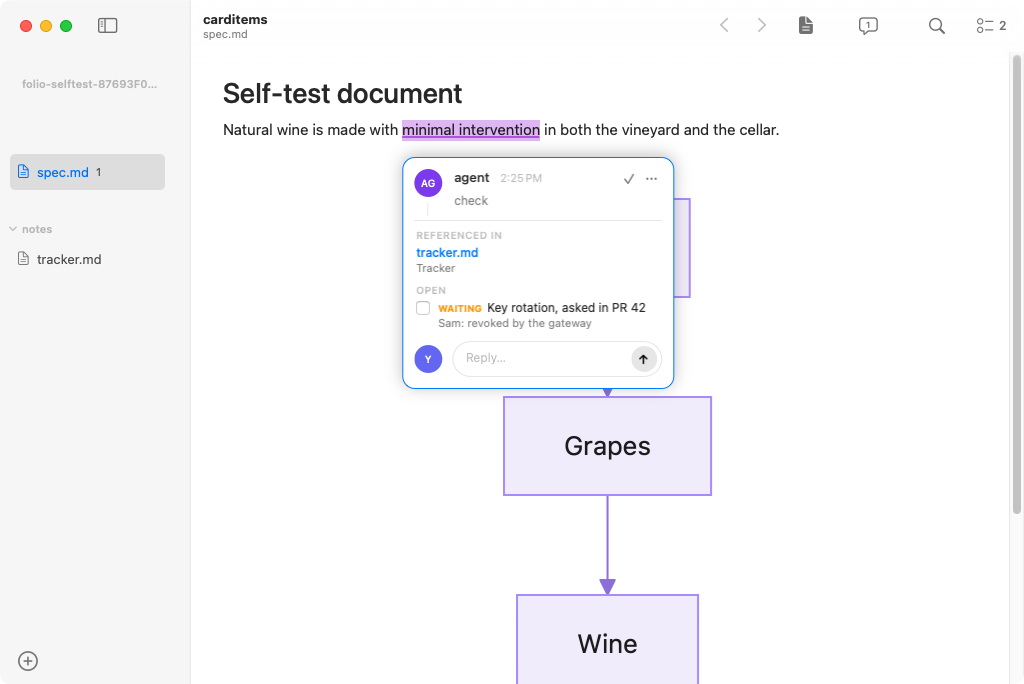 carditems
spec.md
1
2
folio-selftest-87693F0...
spec.md 1
notes
tracker.md
Self-test document
Natural wine is made with minimal intervention in both the vineyard and the cellar.
AG
agent 2:25 PM
check
REFERENCED IN
tracker.md
Tracker
OPEN
WAITING Key rotation, asked in PR 42
Sam: revoked by the gateway
Y
Reply...
Grapes
Wine